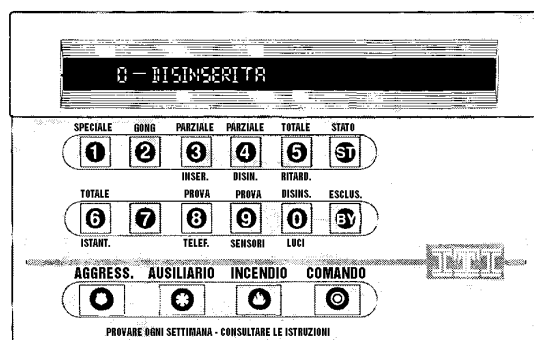 0 - DISINSERITA
SPECIALE GONG PARZIALE PARZIALE TOTALE STATO
1 2 3 4 5 ST
INSER. DISIN. RITARD.
TOTALE PROVA PROVA DISINS. ESCLUS.
6 7 8 9 0 BY
ISTANT. TELEF. SENSORI LUCI
ITI
AGGRESS. AUSILIARIO INCENDIO COMANDO
PROVARE OGNI SETTIMANA - CONSULTARE LE ISTRUZIONI